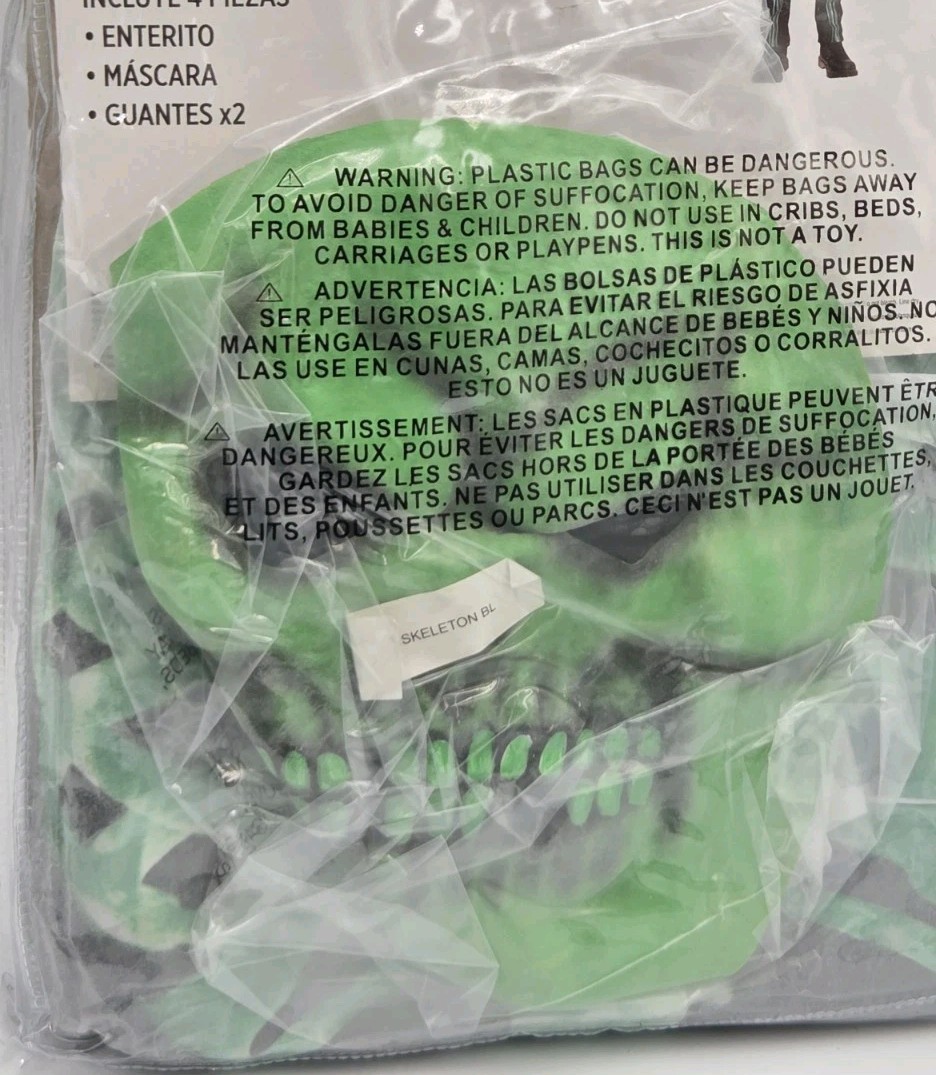 INCLUYE 4 PIEZAS
• ENTERITO
• MÁSCARA
• GUANTES x2
⚠ WARNING: PLASTIC BAGS CAN BE DANGEROUS.
TO AVOID DANGER OF SUFFOCATION, KEEP BAGS AWAY
FROM BABIES & CHILDREN. DO NOT USE IN CRIBS, BEDS,
CARRIAGES OR PLAYPENS. THIS IS NOT A TOY.
⚠ ADVERTENCIA: LAS BOLSAS DE PLÁSTICO PUEDEN
SER PELIGROSAS. PARA EVITAR EL RIESGO DE ASFIXIA
MANTÉNGALAS FUERA DEL ALCANCE DE BEBÉS Y NIÑOS. NO
LAS USE EN CUNAS, CAMAS, COCHECITOS O CORRALITOS.
ESTO NO ES UN JUGUETE.
⚠ AVERTISSEMENT: LES SACS EN PLASTIQUE PEUVENT ÊTR
DANGEREUX. POUR ÉVITER LES DANGERS DE SUFFOCATION,
GARDEZ LES SACS HORS DE LA PORTÉE DES BÉBÉS
ET DES ENFANTS. NE PAS UTILISER DANS LES COUCHETTES,
LITS, POUSSETTES OU PARCS. CECI N'EST PAS UN JOUET.
SKELETON BL